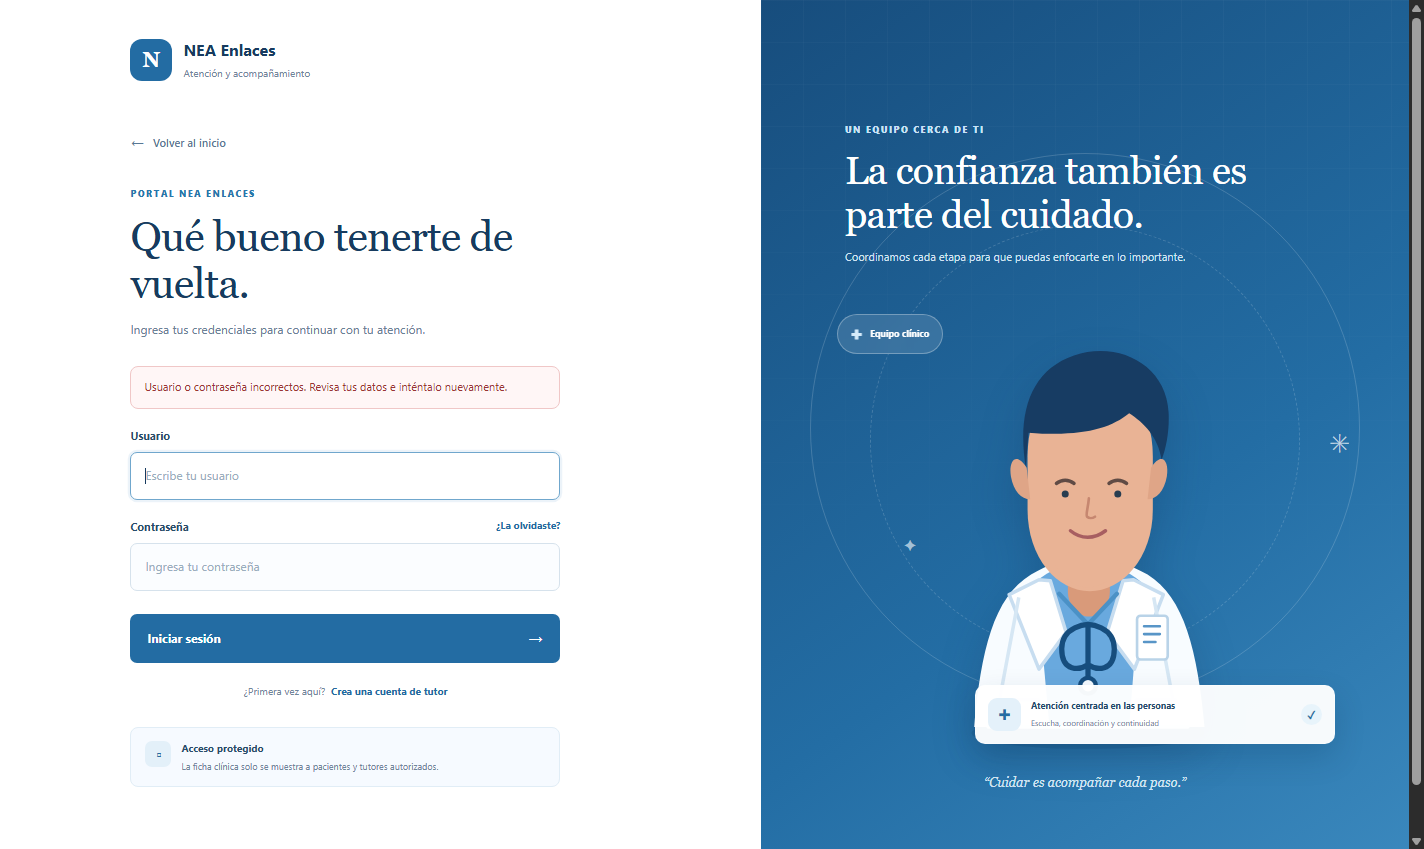 N
NEA Enlaces
Atención y acompañamiento
← Volver al inicio
PORTAL NEA ENLACES
Qué bueno tenerte de
vuelta.
Ingresa tus credenciales para continuar con tu atención.
Usuario o contraseña incorrectos. Revisa tus datos e inténtalo nuevamente.
Usuario
Escribe tu usuario
Contraseña ¿La olvidaste?
Ingresa tu contraseña
Iniciar sesión →
¿Primera vez aquí? Crea una cuenta de tutor
Acceso protegido
La ficha clínica solo se muestra a pacientes y tutores autorizados.
UN EQUIPO CERCA DE TI
La confianza también es
parte del cuidado.
Coordinamos cada etapa para que puedas enfocarte en lo importante.
Equipo clínico
Atención centrada en las personas
Escucha, coordinación y continuidad
“Cuidar es acompañar cada paso.”